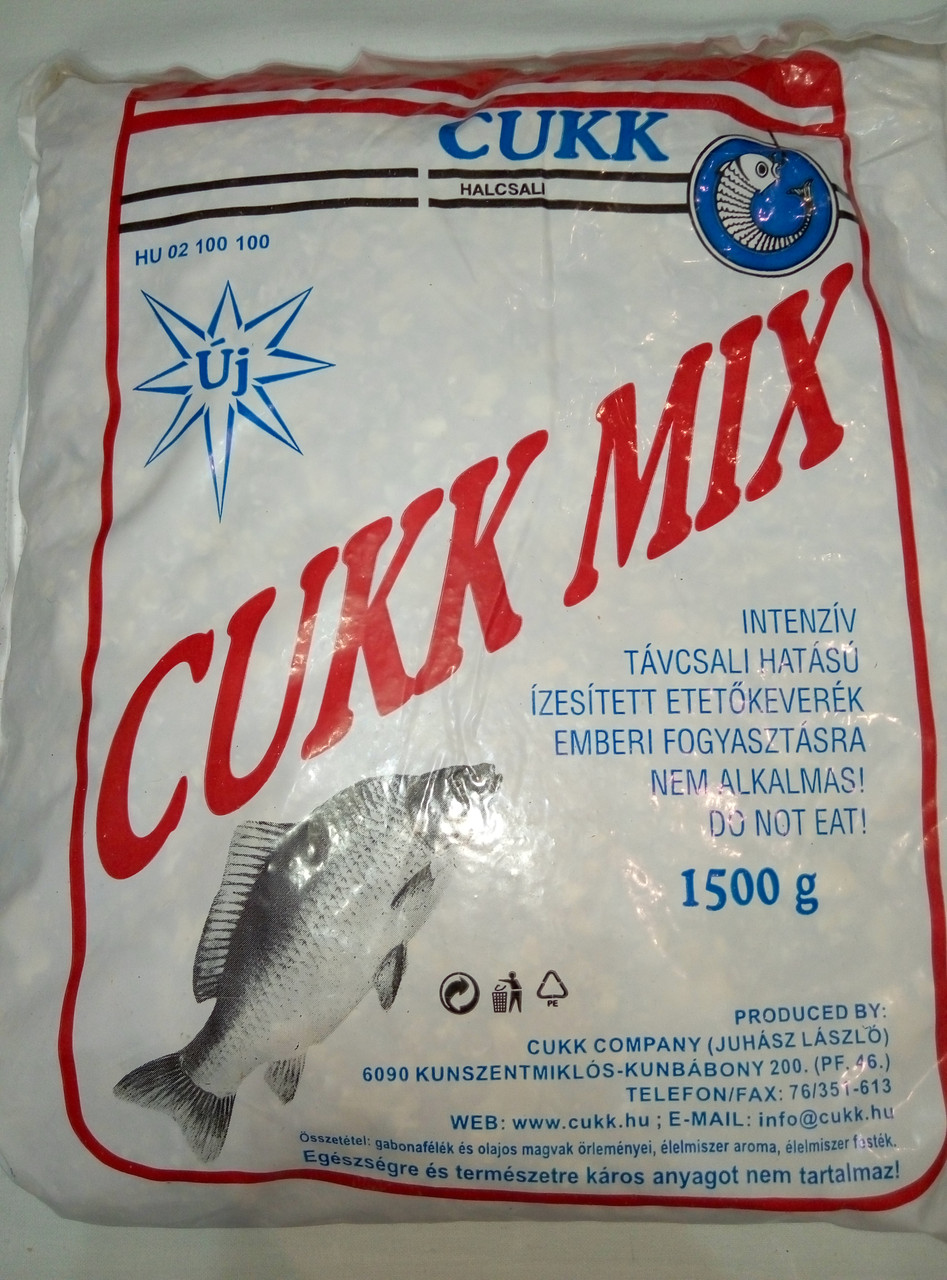 CUKK
HALCSALI
HU 02 100 100
Új
CUKK MIX
INTENZÍV
TÁVCSALI HATÁSÚ
ÍZESÍTETT ETETŐKEVERÉK
EMBERI FOGYASZTÁSRA
NEM ALKALMAS!
DO NOT EAT!
1500 g
PE
PRODUCED BY:
CUKK COMPANY (JUHÁSZ LÁSZLÓ)
6090 KUNSZENTMIKLÓS-KUNBÁBONY 200. (PF. 46.)
TELEFON/FAX: 76/351-613
WEB: www.cukk.hu ; E-MAIL: info@cukk.hu
Összetétel: gabonafélék és olajos magvak örleményei, élelmiszer aroma, élelmiszer festék.
Egészségre és természetre káros anyagot nem tartalmaz!